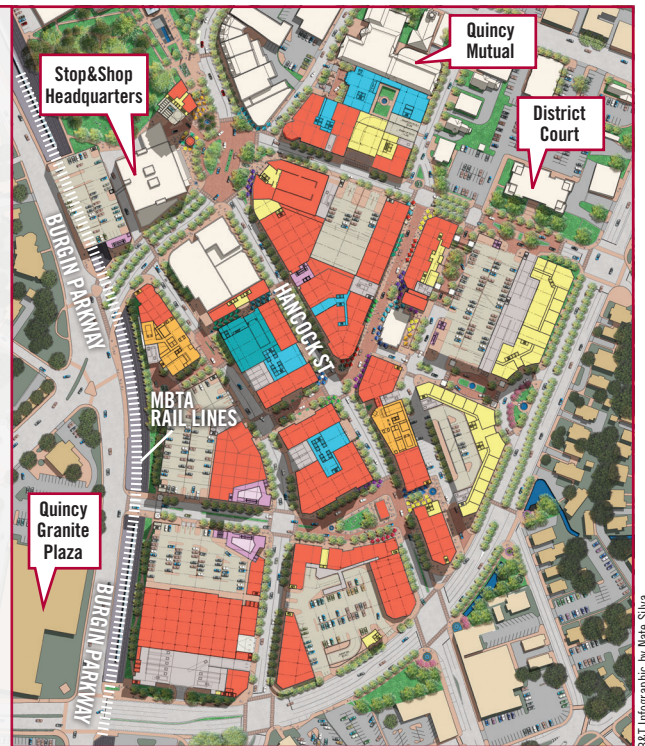 Quincy
Mutual
Stop&Shop
Headquarters
District
Court
BURGIN PARKWAY
HANCOCK ST
MBTA
RAIL LINES
Quincy
Granite
Plaza
BURGIN PARKWAY
B&T Infographic by Nate Silva